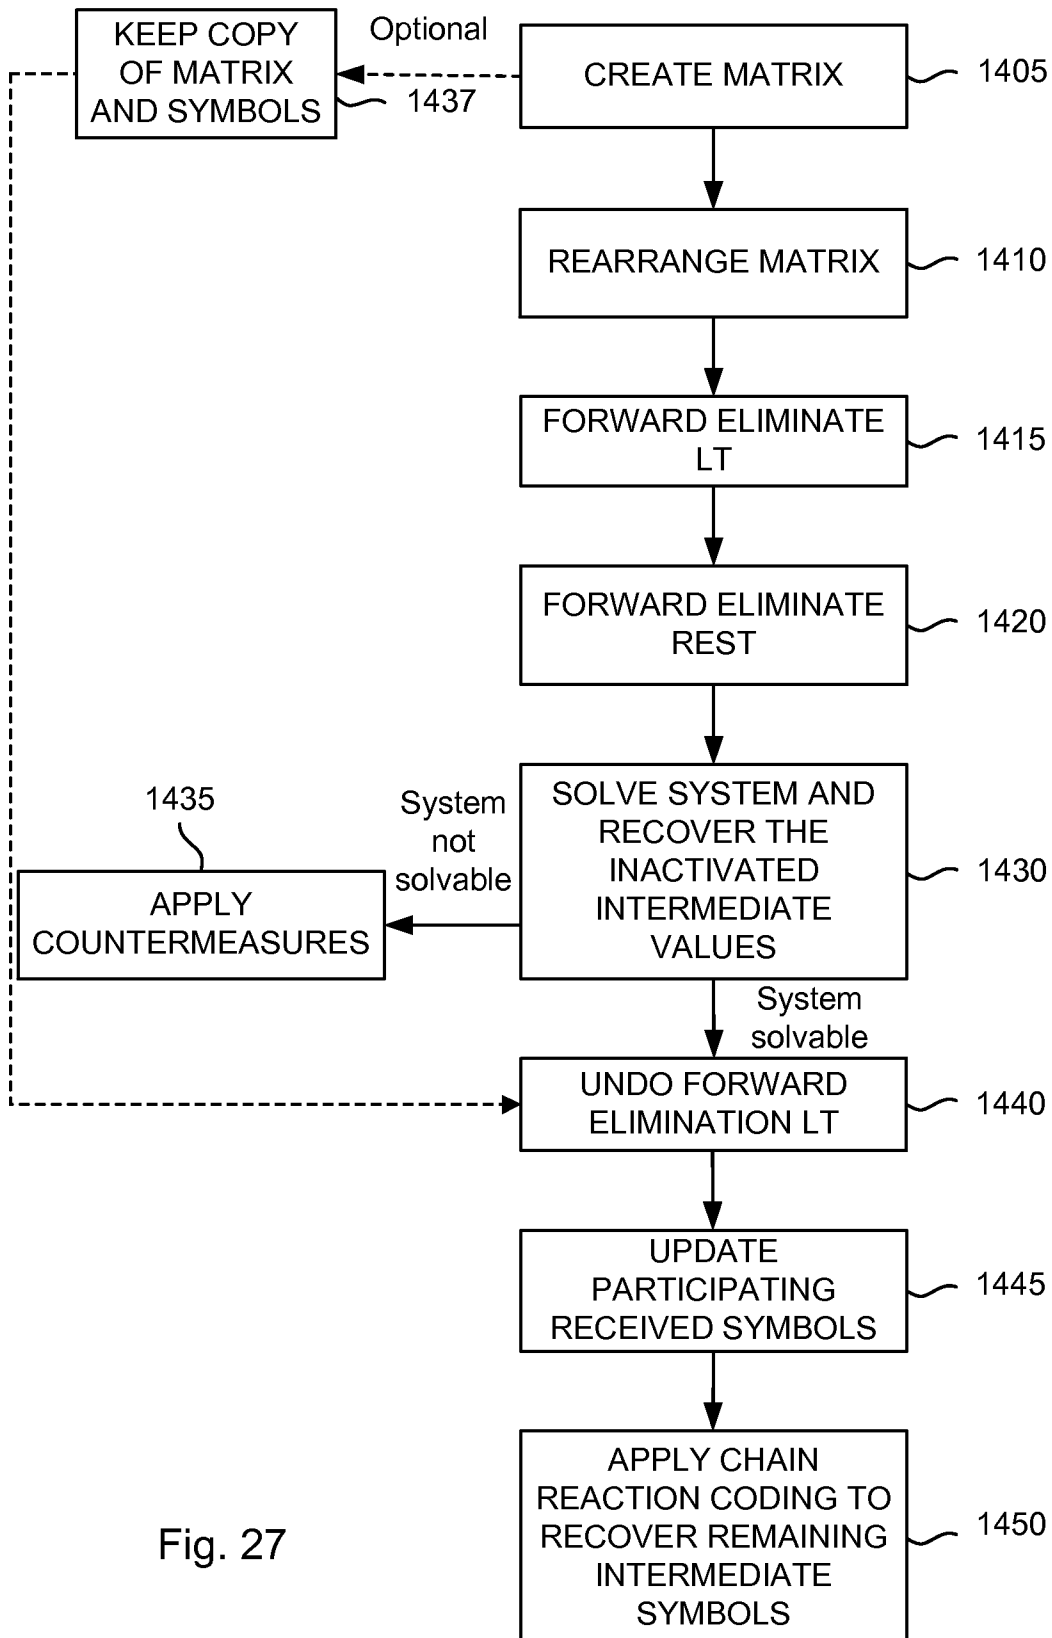 KEEP COPY
OF MATRIX
AND SYMBOLS
1437
Optional
CREATE MATRIX
1405
REARRANGE MATRIX
1410
FORWARD ELIMINATE
LT
1415
FORWARD ELIMINATE
REST
1420
SOLVE SYSTEM AND
RECOVER THE
INACTIVATED
INTERMEDIATE
VALUES
1430
System
not
solvable
1435
APPLY
COUNTERMEASURES
System
solvable
UNDO FORWARD
ELIMINATION LT
1440
UPDATE
PARTICIPATING
RECEIVED SYMBOLS
1445
APPLY CHAIN
REACTION CODING TO
RECOVER REMAINING
INTERMEDIATE
SYMBOLS
1450
Fig. 27